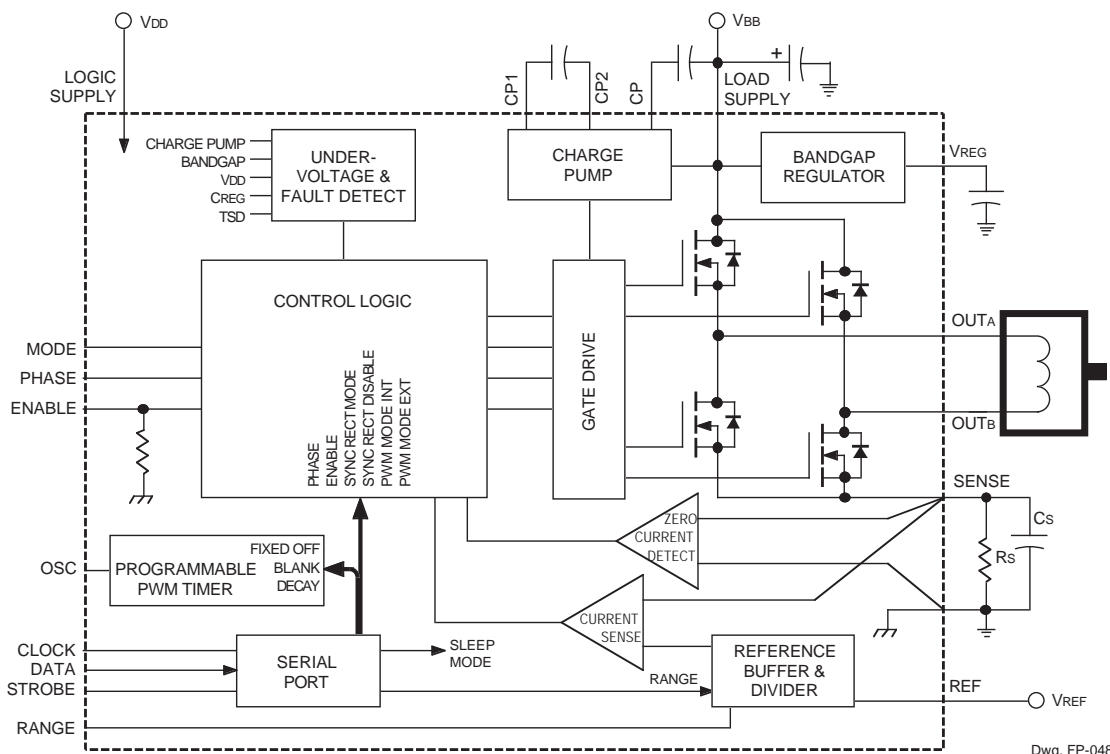 VDD
VBB
LOGIC
SUPPLY
CP1
CP2
CP
+
LOAD
SUPPLY
CHARGE PUMP
BANDGAP
VDD
CREG
TSD
UNDER-
VOLTAGE &
FAULT DETECT
CHARGE
PUMP
BANDGAP
REGULATOR
VREG
CONTROL LOGIC
MODE
PHASE
ENABLE
PHASE
ENABLE
SYNC RECT MODE
SYNC RECT DISABLE
PWM MODE INT
PWM MODE EXT
GATE DRIVE
OUTA
OUTB
SENSE
ZERO
CURRENT
DETECT
CS
RS
OSC
PROGRAMMABLE
PWM TIMER
FIXED OFF
BLANK
DECAY
CURRENT
SENSE
CLOCK
DATA
STROBE
SERIAL
PORT
SLEEP
MODE
RANGE
REFERENCE
BUFFER &
DIVIDER
REF
VREF
RANGE
Dwg. FP-048